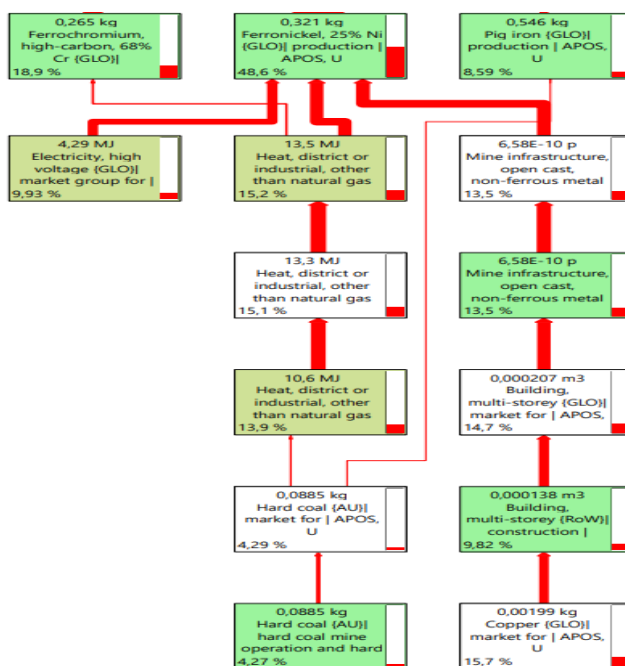 0,265 kg
Ferrochromium,
high-carbon, 68%
Cr {GLO}|
18,9 %
0,321 kg
Ferronickel, 25% Ni
{GLO}| production |
APOS, U
48,6 %
0,546 kg
Pig iron {GLO}|
production | APOS,
U
8,59 %
4,29 MJ
Electricity, high
voltage {GLO}|
market group for |
9,93 %
13,5 MJ
Heat, district or
industrial, other
than natural gas
15,2 %
6,58E-10 p
Mine infrastructure,
open cast,
non-ferrous metal
13,5 %
13,3 MJ
Heat, district or
industrial, other
than natural gas
15,1 %
6,58E-10 p
Mine infrastructure,
open cast,
non-ferrous metal
13,5 %
10,6 MJ
Heat, district or
industrial, other
than natural gas
13,9 %
0,000207 m3
Building,
multi-storey {GLO}|
market for | APOS,
14,7 %
0,0885 kg
Hard coal {AU}|
market for | APOS,
U
4,29 %
0,000138 m3
Building,
multi-storey {RoW}|
construction |
9,82 %
0,0885 kg
Hard coal {AU}|
hard coal mine
operation and hard
4,27 %
0,00199 kg
Copper {GLO}|
market for | APOS,
U
15,7 %